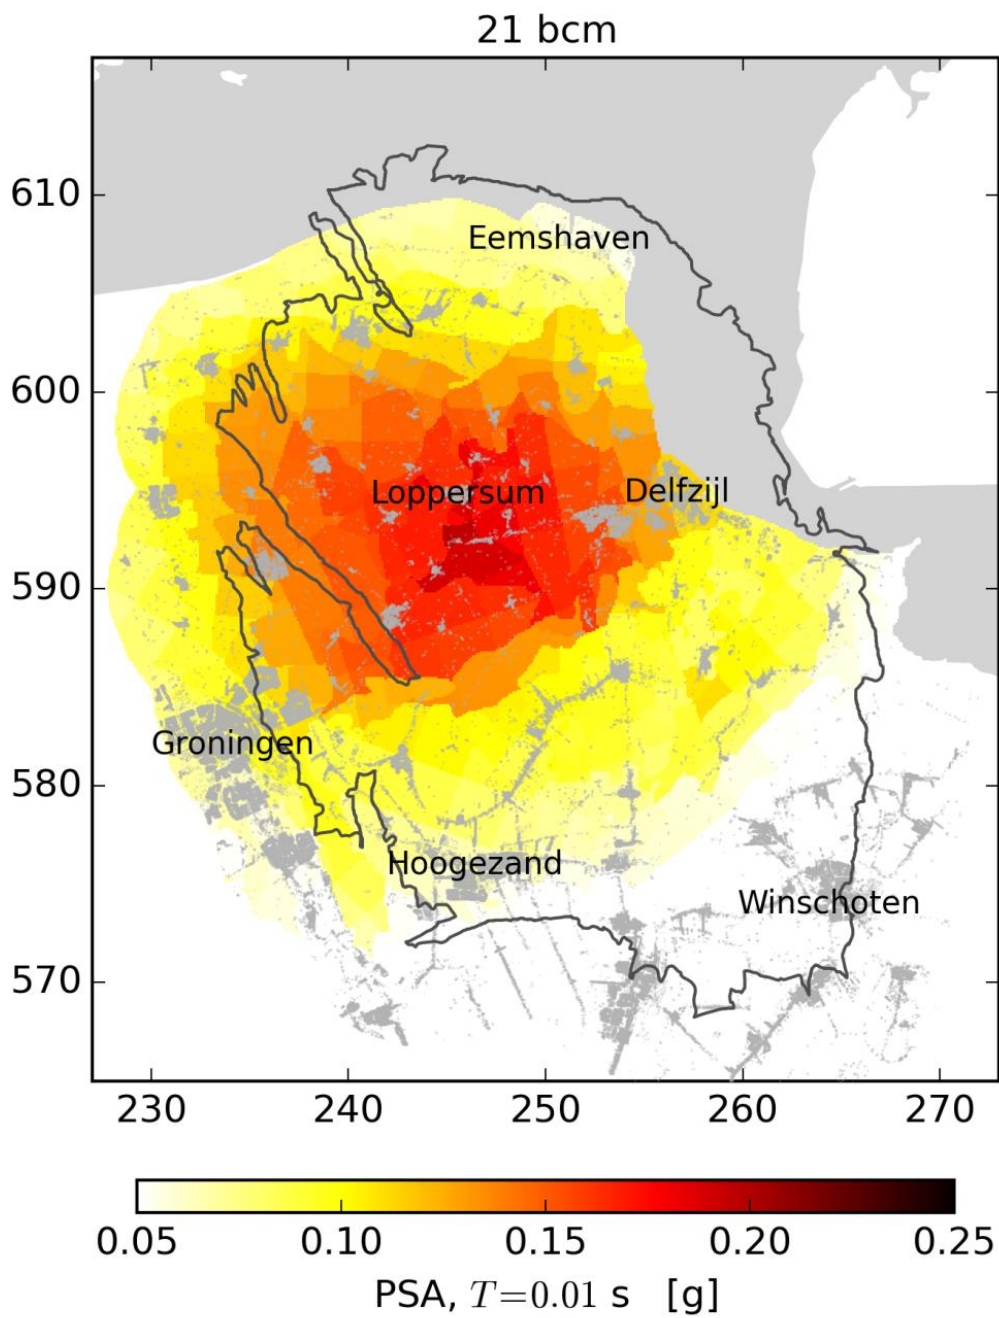 21 bcm
610
Eemshaven
600
Loppersum
Delfzijl
590
Groningen
580
Hoogezand
Winschoten
570
230 240 250 260 270
0.05 0.10 0.15 0.20 0.25
PSA, T=0.01 s [g]